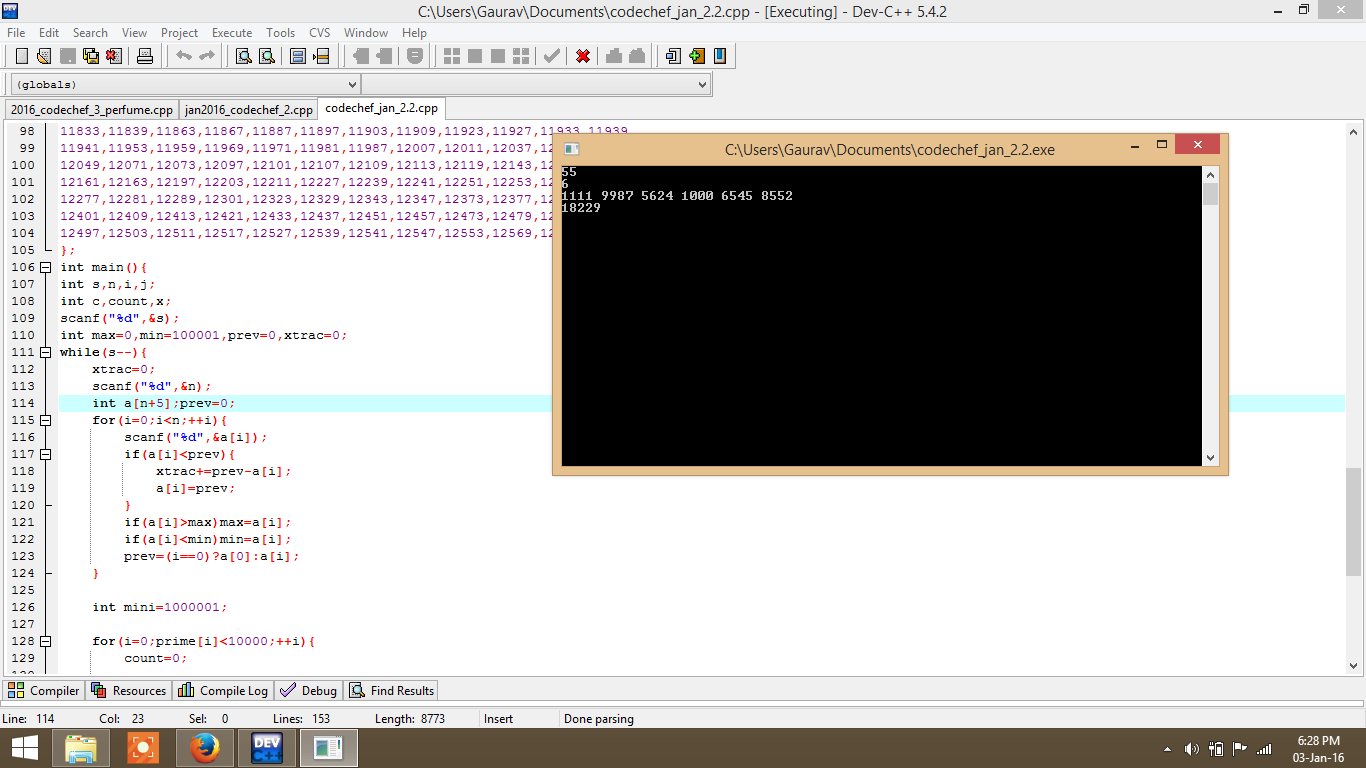 C:\Users\Gaurav\Documents\codechef_jan_2.2.cpp - [Executing] - Dev-C++ 5.4.2
File Edit Search View Project Execute Tools CVS Window Help
(globals)
2016_codechef_3_perfume.cpp jan2016_codechef_2.cpp codechef_jan_2.2.cpp
98 11833,11839,11863,11867,11887,11897,11903,11909,11923,11927,11933,11939,
99 11941,11953,11959,11969,11971,11981,11987,12007,12011,12037,12
100 12049,12071,12073,12097,12101,12107,12109,12113,12119,12143,12
101 12161,12163,12197,12203,12211,12227,12239,12241,12251,12253,12
102 12277,12281,12289,12301,12323,12329,12343,12347,12373,12377,12
103 12401,12409,12413,12421,12433,12437,12451,12457,12473,12479,12
104 12497,12503,12511,12517,12527,12539,12541,12547,12553,12569,12
105 };
106 int main(){
107 int s,n,i,j;
108 int c,count,x;
109 scanf("%d",&s);
110 int max=0,min=100001,prev=0,xtrac=0;
111 while(s--){
112 xtrac=0;
113 scanf("%d",&n);
114 int a[n+5];prev=0;
115 for(i=0;i<n;++i){
116 scanf("%d",&a[i]);
117 if(a[i]<prev){
118 xtrac+=prev-a[i];
119 a[i]=prev;
120 }
121 if(a[i]>max)max=a[i];
122 if(a[i]<min)min=a[i];
123 prev=(i==0)?a[0]:a[i];
124 }
125
126 int mini=1000001;
127
128 for(i=0;prime[i]<10000;++i){
129 count=0;
C:\Users\Gaurav\Documents\codechef_jan_2.2.exe
55
6
1111 9987 5624 1000 6545 8552
18229
Compiler Resources Compile Log Debug Find Results
Line: 114 Col: 23 Sel: 0 Lines: 153 Length: 8773 Insert Done parsing
DEV C++
6:28 PM
03-Jan-16